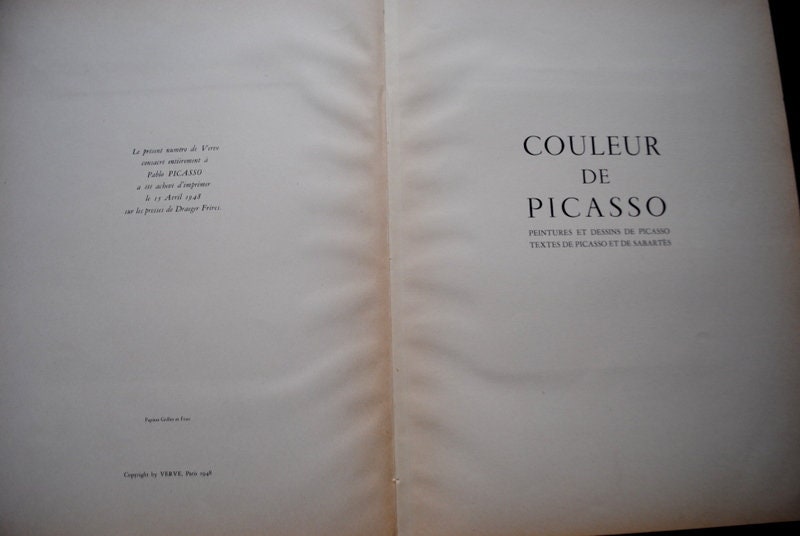 Le présent numéro de Verve
consacré entièrement à
Pablo PICASSO
a été achevé d'imprimer
le 15 Avril 1948
sur les presses de Draeger Frères.
Copyright by VERVE, Paris 1948
COULEUR
DE
PICASSO
PEINTURES ET DESSINS DE PICASSO
TEXTES DE PICASSO ET DE SABARTÈS